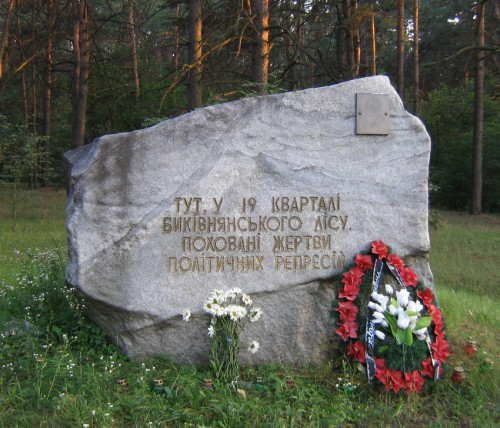 ТУТ У 19 КВАРТАЛІ
БИКІВНЯНСЬКОГО ЛІСУ.
ПОХОВАНІ ЖЕРТВИ
ПОЛІТИЧНИХ РЕПРЕСІЙ